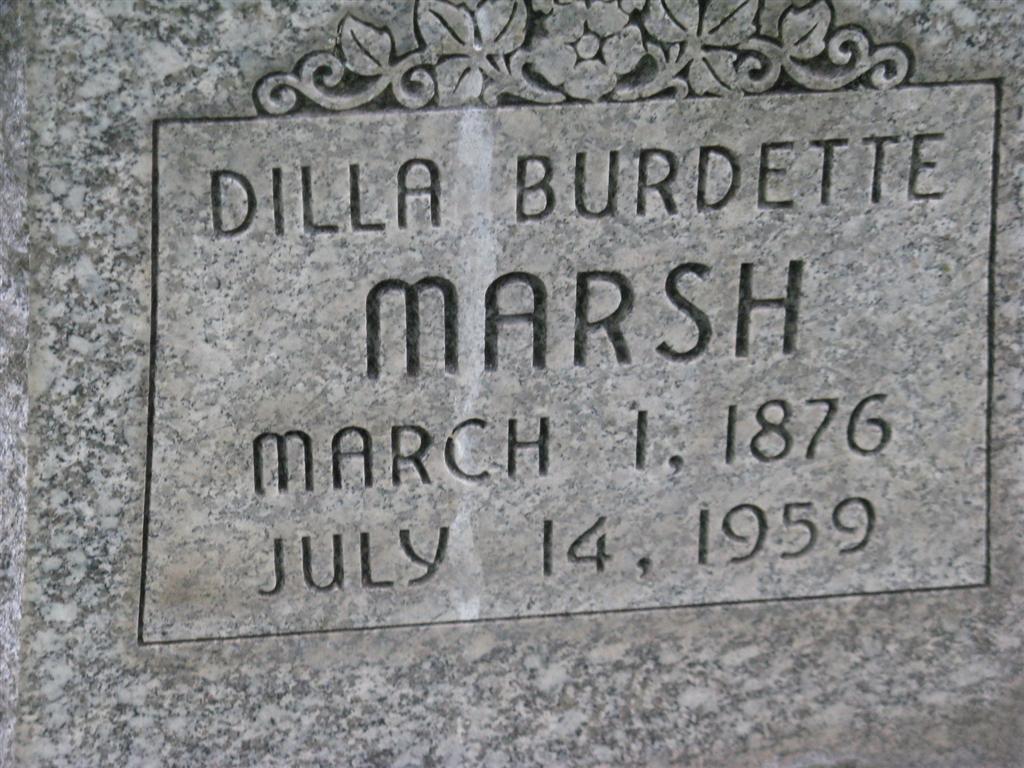 DILLA BURDETTE
MARSH
MARCH 1, 1876
JULY 14, 1959